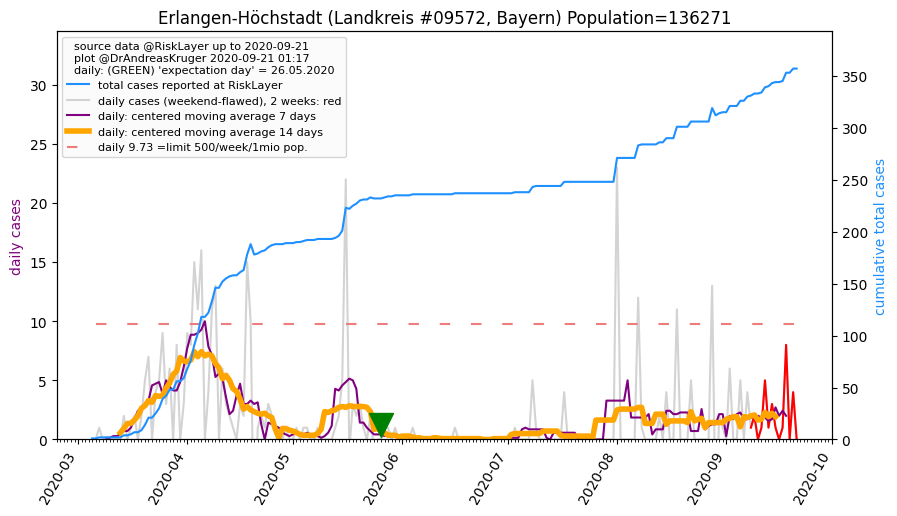 Erlangen-Höchstadt (Landkreis #09572, Bayern) Population=136271
source data @RiskLayer up to 2020-09-21
plot @DrAndreasKruger 2020-09-21 01:17
daily: (GREEN) 'expectation day' = 26.05.2020
total cases reported at RiskLayer
daily cases (weekend-flawed), 2 weeks: red
daily: centered moving average 7 days
daily: centered moving average 14 days
daily 9.73 =limit 500/week/1mio pop.
daily cases
30
25
20
15
10
5
0
cumulative total cases
350
300
250
200
150
100
50
0
2020-03
2020-04
2020-05
2020-06
2020-07
2020-08
2020-09
2020-10